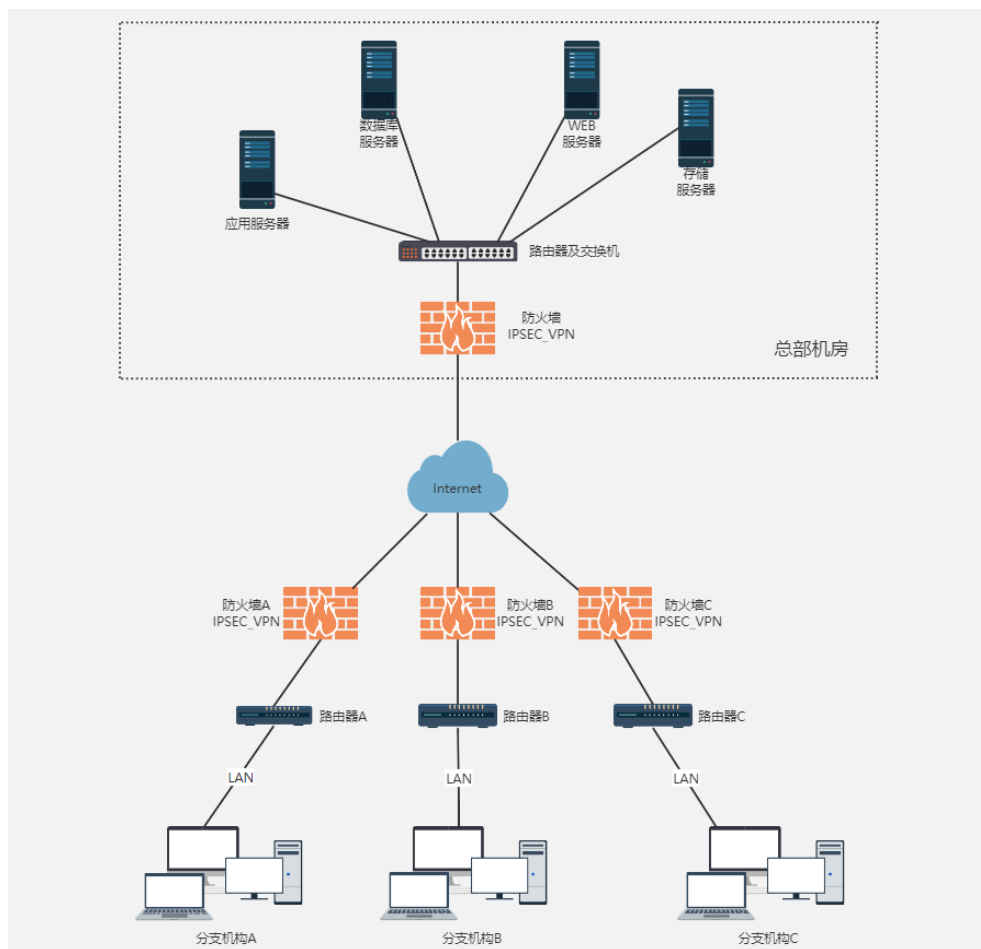 数据库
服务器
WEB
服务器
存储
服务器
应用服务器
路由器及交换机
防火墙
IPSEC_VPN
总部机房
Internet
防火墙A
IPSEC_VPN
防火墙B
IPSEC_VPN
防火墙C
IPSEC_VPN
路由器A
路由器B
路由器C
LAN
LAN
LAN
分支机构A
分支机构B
分支机构C